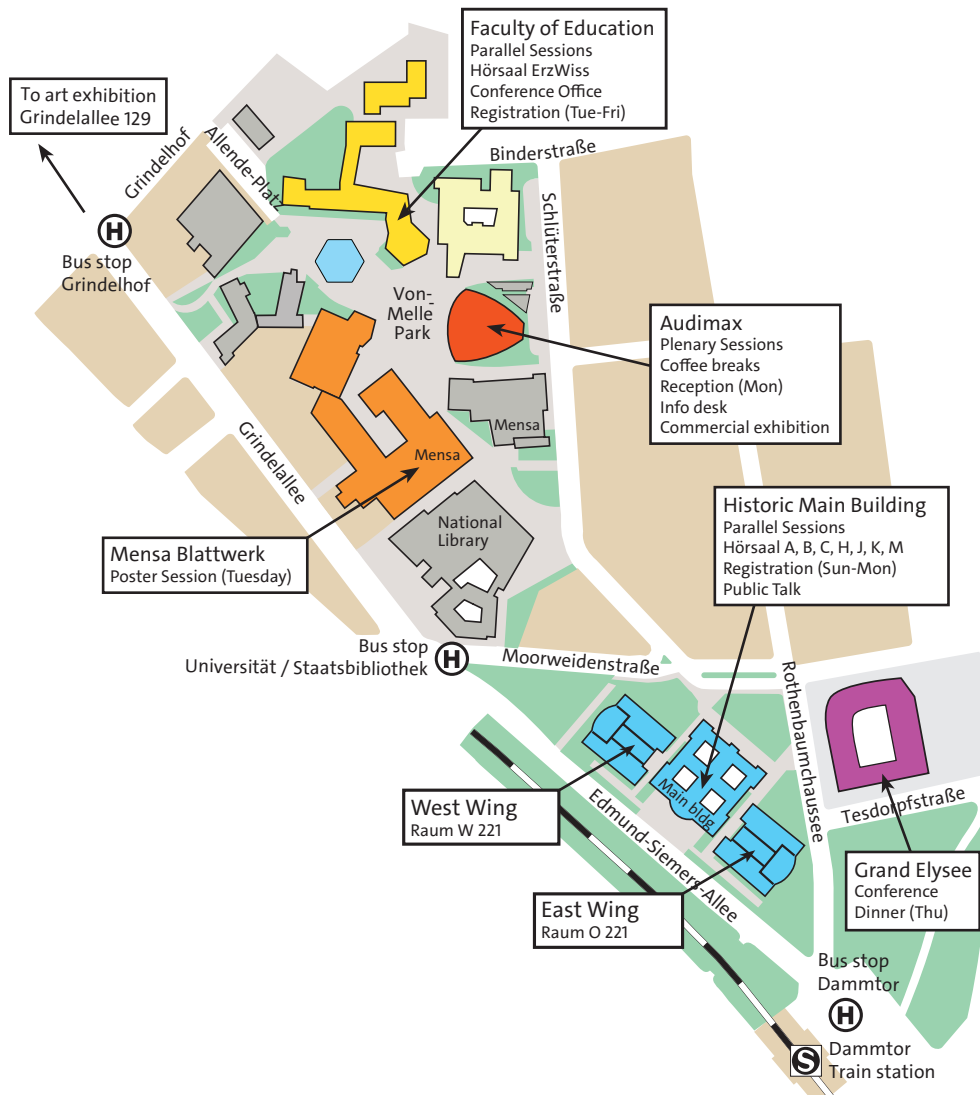 Faculty of Education
Parallel Sessions
Hörsaal ErzWiss
Conference Office
Registration (Tue-Fri)
To art exhibition
Grindelallee 129
Grindelhof
Allende-Platz
Binderstraße
Schlüterstraße
H
Bus stop
Grindelhof
Von-
Melle
Park
Audimax
Plenary Sessions
Coffee breaks
Reception (Mon)
Info desk
Commercial exhibition
Mensa
Grindelallee
Mensa
National
Library
Mensa Blattwerk
Poster Session (Tuesday)
Historic Main Building
Parallel Sessions
Hörsaal A, B, C, H, J, K, M
Registration (Sun-Mon)
Public Talk
Bus stop
Universität / Staatsbibliothek
H
Moorweidenstraße
Rothenbaumchaussee
Tesdorpfstraße
Main bldg
West Wing
Raum W 221
Edmund-Siemers-Allee
East Wing
Raum O 221
Grand Elysee
Conference
Dinner (Thu)
Bus stop
Dammtor
H
S
Dammtor
Train station